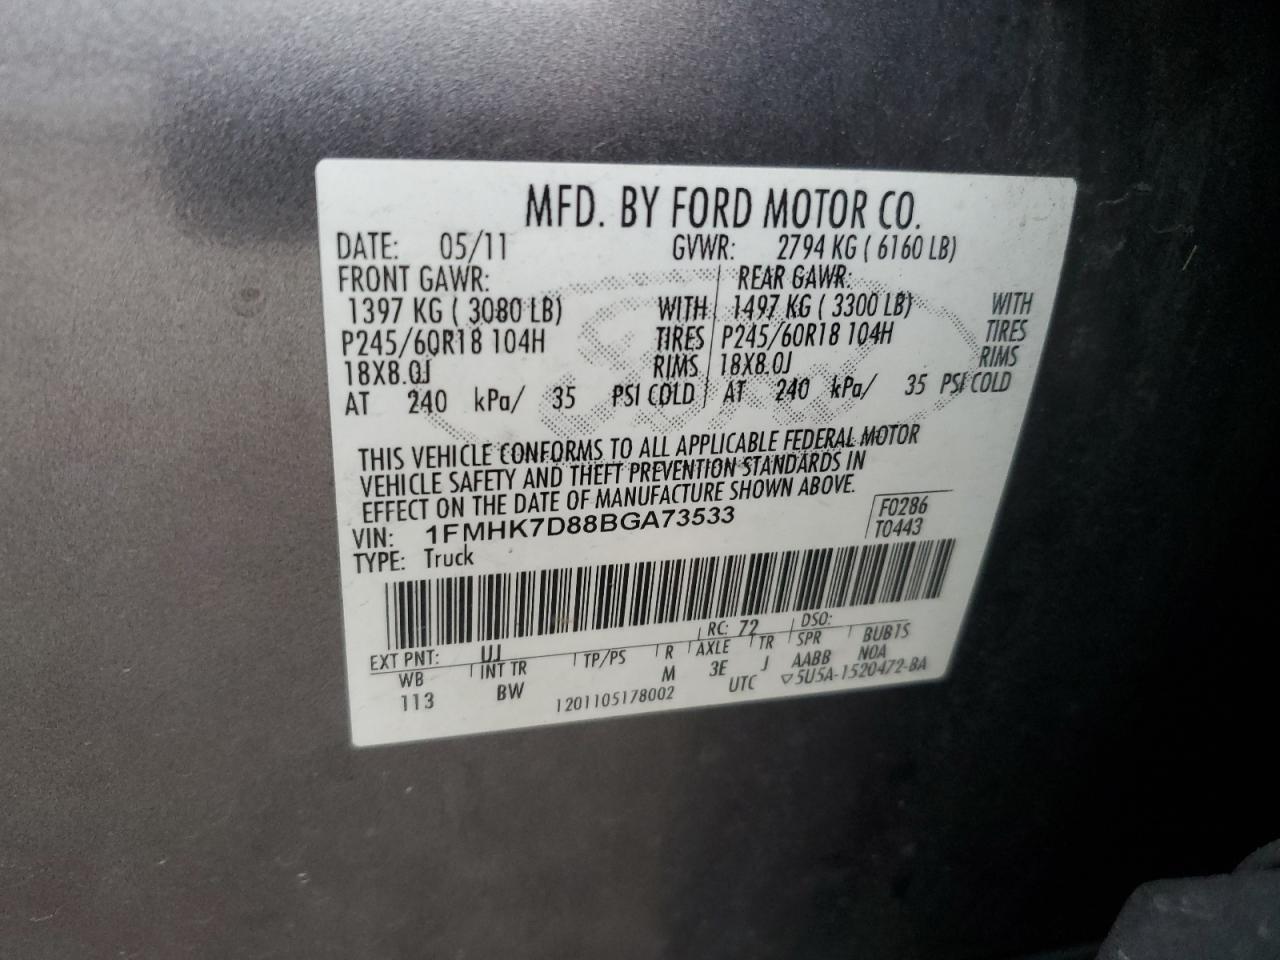 MFD. BY FORD MOTOR CO.
DATE: 05/11 GVWR: 2794 KG ( 6160 LB)
FRONT GAWR: REAR GAWR:
1397 KG ( 3080 LB) WITH 1497 KG ( 3300 LB) WITH
P245/60R18 104H TIRES P245/60R18 104H TIRES
18X8.0J RIMS 18X8.0J RIMS
AT 240 kPa/ 35 PSI COLD AT 240 kPa/ 35 PSI COLD
THIS VEHICLE CONFORMS TO ALL APPLICABLE FEDERAL MOTOR
VEHICLE SAFETY AND THEFT PREVENTION STANDARDS IN
EFFECT ON THE DATE OF MANUFACTURE SHOWN ABOVE.
VIN: 1FMHK7D88BGA73533 F0286
TYPE: Truck T0443
EXT PNT: UJ RC: 72 DSO:
WB INT TR TP/PS R AXLE TR SPR BUB1S
113 BW M 3E J AABB NOA
1201105178002 UTC ▽5U5A-1520472-BA